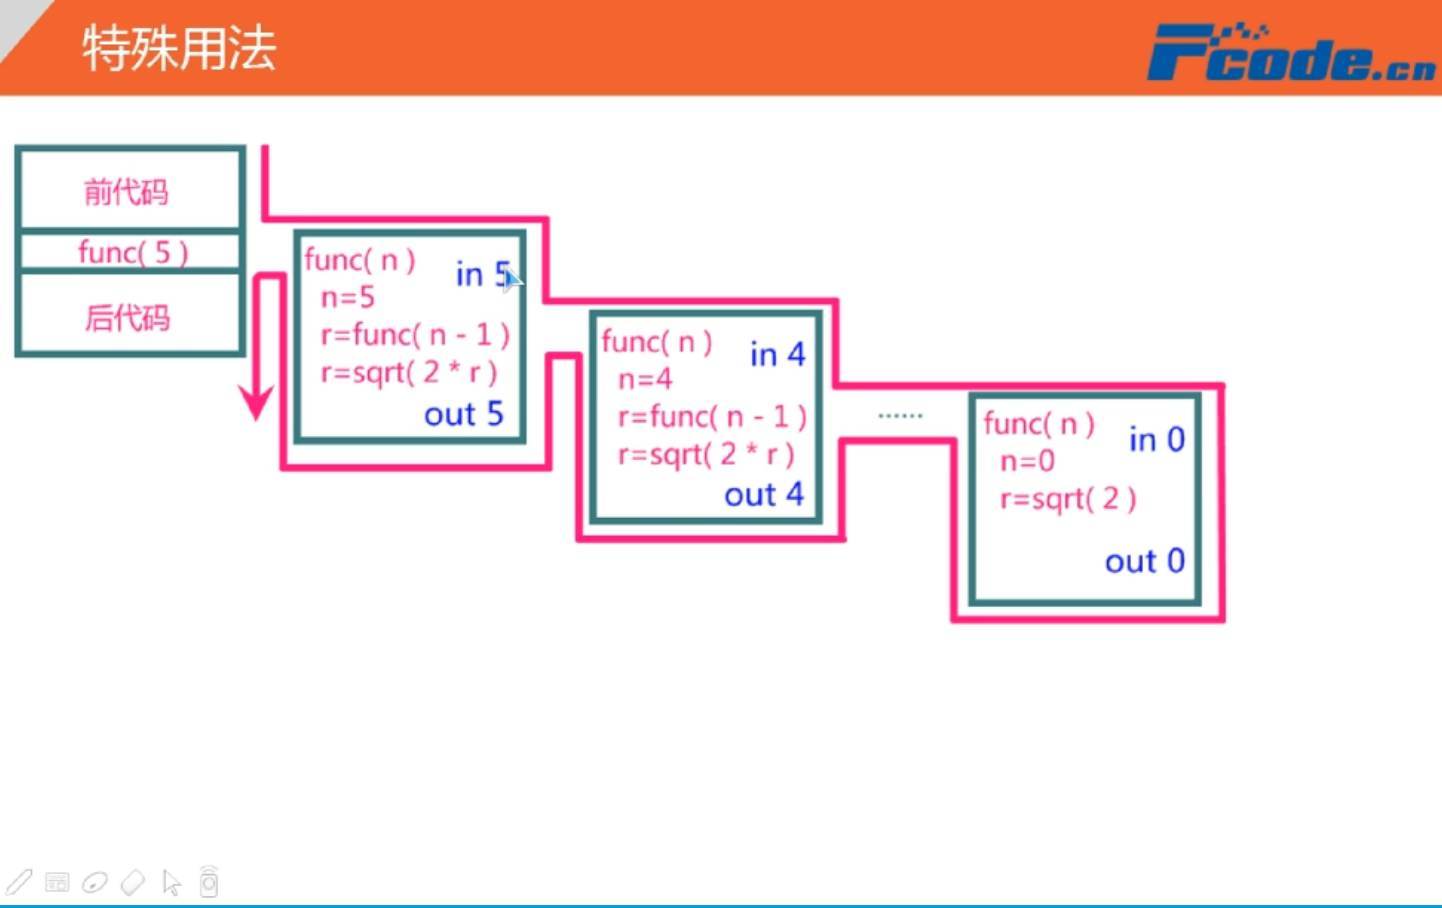 特殊用法
Fcode.cn
前代码
func( 5 )
后代码
func( n )
in 5
n=5
r=func( n - 1 )
r=sqrt( 2 * r )
out 5
func( n )
in 4
n=4
r=func( n - 1 )
r=sqrt( 2 * r )
out 4
······
func( n )
in 0
n=0
r=sqrt( 2 )
out 0